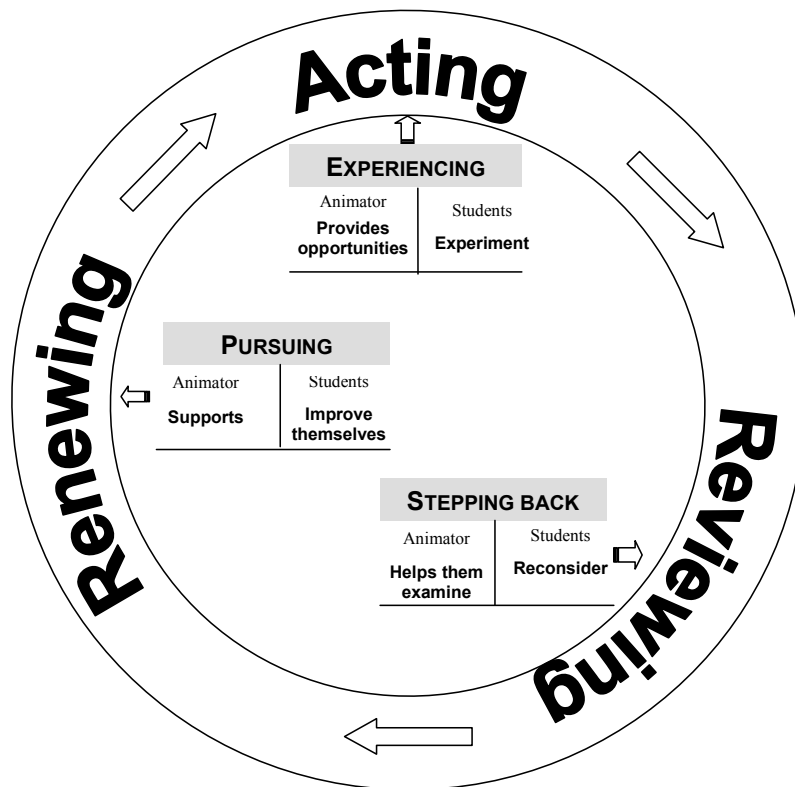 Acting
EXPERIENCING
Animator
Provides
opportunities
Students
Experiment
Renewing
PURSUING
Animator
Supports
Students
Improve
themselves
Reviewing
STEPPING BACK
Animator
Helps them
examine
Students
Reconsider